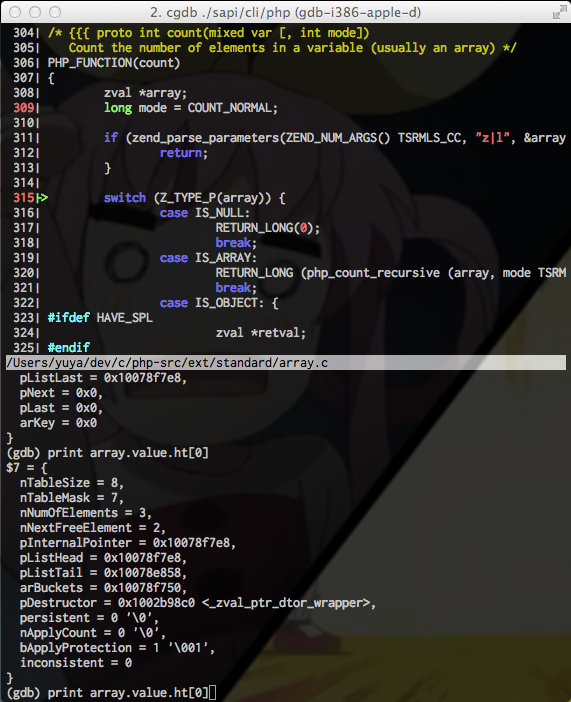 2. cgdb ./sapi/cli/php (gdb-i386-apple-d)
304| /* {{{ proto int count(mixed var [, int mode])
305|    Count the number of elements in a variable (usually an array) */
306| PHP_FUNCTION(count)
307| {
308|         zval *array;
309|         long mode = COUNT_NORMAL;
310|
311|         if (zend_parse_parameters(ZEND_NUM_ARGS() TSRMLS_CC, "z|l", &array
312|                 return;
313|         }
314|
315|>        switch (Z_TYPE_P(array)) {
316|                 case IS_NULL:
317|                         RETURN_LONG(0);
318|                         break;
319|                 case IS_ARRAY:
320|                         RETURN_LONG (php_count_recursive (array, mode TSRM
321|                         break;
322|                 case IS_OBJECT: {
323| #ifdef HAVE_SPL
324|                         zval *retval;
325| #endif
/Users/yuya/dev/c/php-src/ext/standard/array.c
  pListLast = 0x10078f7e8,
  pNext = 0x0,
  pLast = 0x0,
  arKey = 0x0
}
(gdb) print array.value.ht[0]
$7 = {
  nTableSize = 8,
  nTableMask = 7,
  nNumOfElements = 3,
  nNextFreeElement = 2,
  pInternalPointer = 0x10078f7e8,
  pListHead = 0x10078f7e8,
  pListTail = 0x10078e858,
  arBuckets = 0x10078f750,
  pDestructor = 0x1002b98c0 <_zval_ptr_dtor_wrapper>,
  persistent = 0 '\0',
  nApplyCount = 0 '\0',
  bApplyProtection = 1 '\001',
  inconsistent = 0
}
(gdb) print array.value.ht[0]